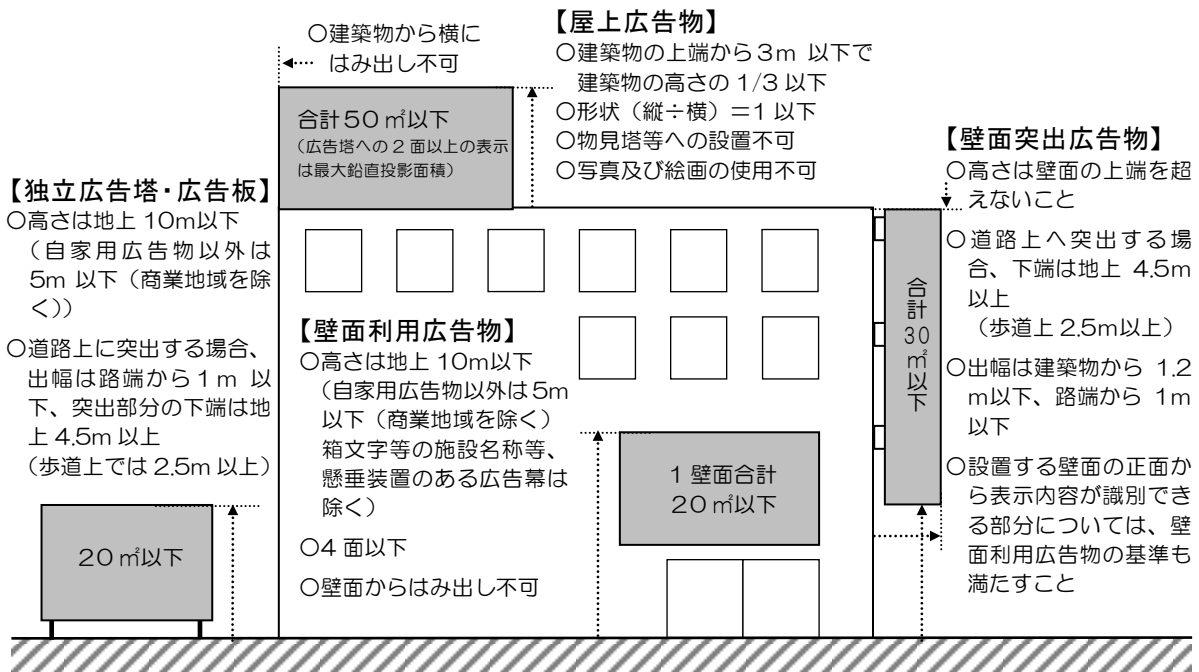 〇建築物から横に
はみ出し不可
合計50㎡以下
(広告塔への2面以上の表示
は最大鉛直投影面積)
【屋上広告物】
〇建築物の上端から3m 以下で
建築物の高さの 1/3 以下
〇形状(縦÷横)=1 以下
〇物見塔等への設置不可
〇写真及び絵画の使用不可
【独立広告塔・広告板】
〇高さは地上 10m以下
(自家用広告物以外は
5m 以下(商業地域を除
く))
〇道路上に突出する場合、
出幅は路端から1m 以
下、突出部分の下端は地
上 4.5m 以上
(歩道上では 2.5m 以上)
20 ㎡以下
【壁面利用広告物】
〇高さは地上 10m以下
(自家用広告物以外は 5m
以下(商業地域を除く)
箱文字等の施設名称等、
懸垂装置のある広告幕は
除く)
〇4 面以下
〇壁面からはみ出し不可
1 壁面合計
20㎡以下
合計30㎡以下
【壁面突出広告物】
〇高さは壁面の上端を超
えないこと
〇道路上へ突出する場
合、下端は地上 4.5m
以上
(歩道上 2.5m以上)
〇出幅は建築物から 1.2
m以下、路端から 1m
以下
〇設置する壁面の正面か
ら表示内容が識別でき
る部分については、壁
面利用広告物の基準も
満たすこと